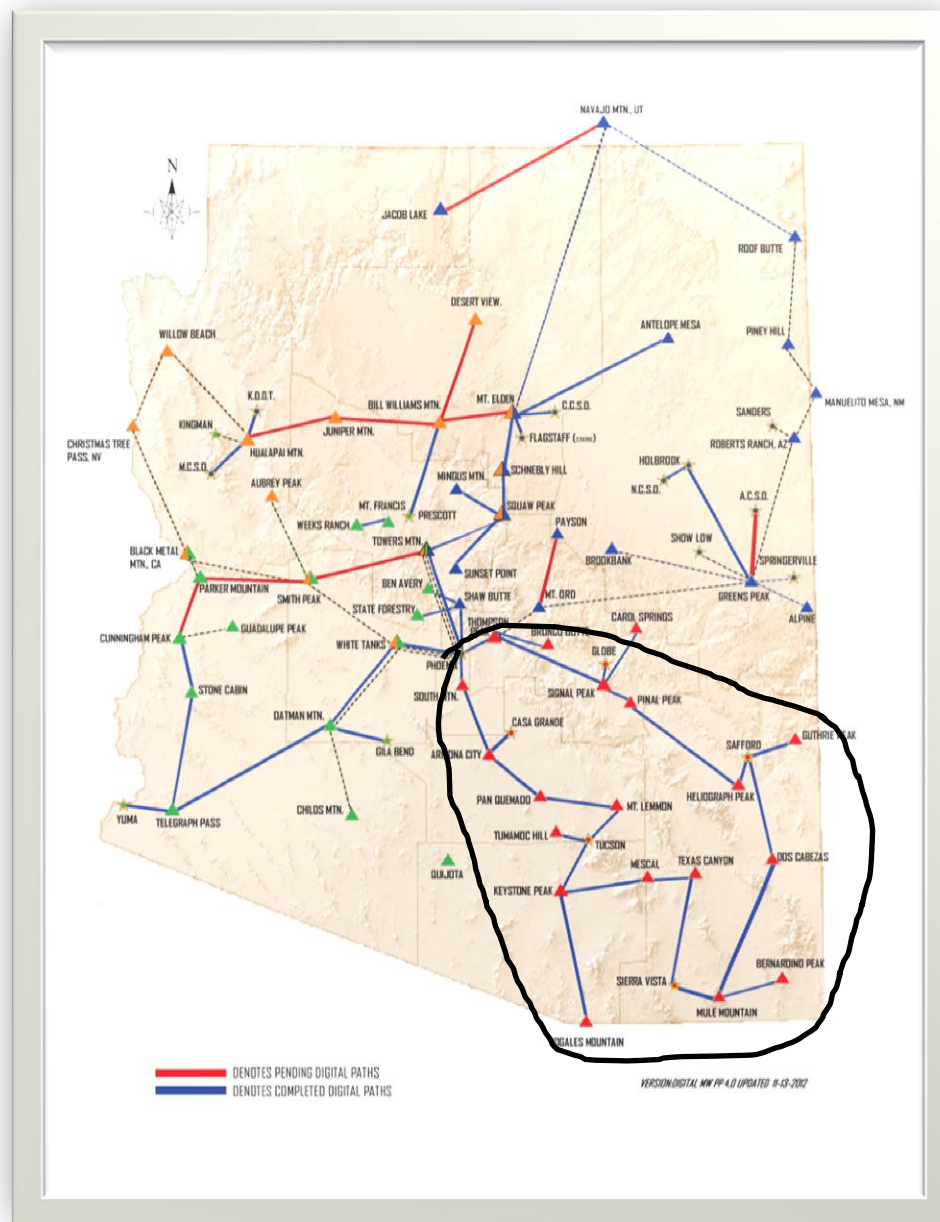 NAVAJO MTN., UT
N
JACOB LAKE
ROOF BUTTE
DESERT VIEW.
ANTELOPE MESA
PINEY HILL
WILLOW BEACH
K.D.O.T.
BILL WILLIAMS MTN.
MT. ELDEN
C.C.S.O.
MANUELITO MESA, NM
SANDERS
KINGMAN
JUNIPER MTN.
FLAGSTAFF
CHRISTMAS TREE
PASS, NV
HUALAPAI MTN.
ROBERTS RANCH, AZ
M.C.S.O.
MINGUS MTN.
SCHNEBLY HILL
HOLBROOK
AUBREY PEAK
N.C.S.O.
A.C.S.O.
MT. FRANCIS
PRESCOTT
SQUAW PEAK
PAYSON
WEEKS RANCH
TOWERS MTN.
BROOKBANK
SHOW LOW
BLACK METAL
MTN., CA
SPRINGERVILLE
PARKER MOUNTAIN
SMITH PEAK
BEN AVERY
SUNSET POINT
GREENS PEAK
STATE FORESTRY
SHAW BUTTE
MT. ORD
ALPINE
CAROL SPRINGS
THOMPSON
CUNNINGHAM PEAK
GUADALUPE PEAK
WHITE TANKS
GLOBE
SIGNAL PEAK
PINAL PEAK
STONE CABIN
SOUTH MTN.
OATMAN MTN.
CASA GRANDE
GILA BEND
SAFFORD
HELIOGRAPH PEAK
PAN QUEMADO
MT. LEMMON
YUMA
TELEGRAPH PASS
CHILDS MTN.
TUMAMOC HILL
TUCSON
QUIJOTA
MESCAL
TEXAS CANYON
DOS CABEZAS
KEYSTONE PEAK
BERNARDINO PEAK
SIERRA VISTA
MULE MOUNTAIN
DENOTES PENDING DIGITAL PATHS
DENOTES COMPLETED DIGITAL PATHS
VERSION:DIGITAL MW PP 4.0 UPDATED 11-13-2012